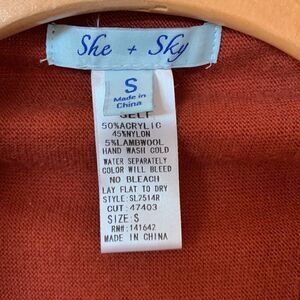 She + Sky
S
Made in
China
SELF
50%ACRYLIC
45%NYLON
5%LAMBWOOL
HAND WASH COLD
WATER SEPARATELY
COLOR WILL BLEED
NO BLEACH
LAY FLAT TO DRY
STYLE: SL7514R
CUT: 47403
SIZE: S
RN#: 141642
MADE IN CHINA